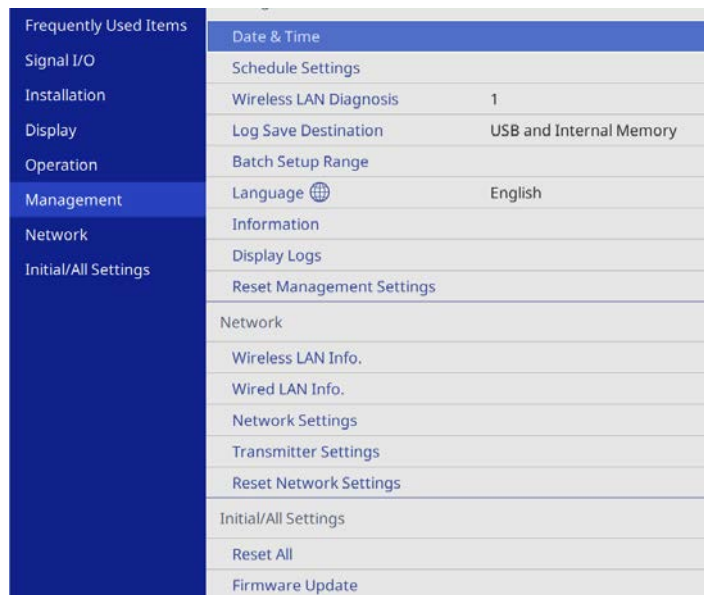 Frequently Used Items
Signal I/O
Installation
Display
Operation
Management
Network
Initial/All Settings
Date & Time
Schedule Settings
Wireless LAN Diagnosis 1
Log Save Destination USB and Internal Memory
Batch Setup Range
Language English
Information
Display Logs
Reset Management Settings
Network
Wireless LAN Info.
Wired LAN Info.
Network Settings
Transmitter Settings
Reset Network Settings
Initial/All Settings
Reset All
Firmware Update